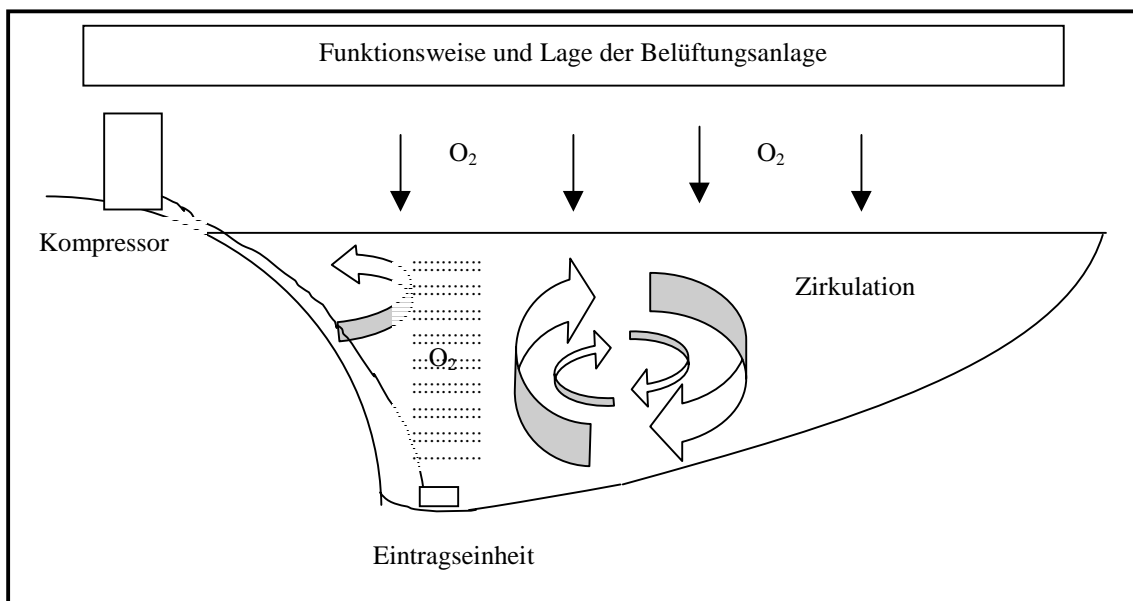 Funktionsweise und Lage der Belüftungsanlage
O₂ O₂
Kompressor
Zirkulation
O₂
Eintragseinheit